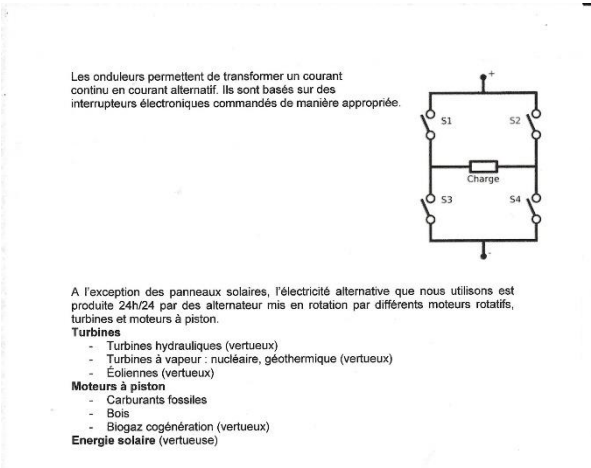 Les onduleurs permettent de transformer un courant
continu en courant alternatif. Ils sont basés sur des
interrupteurs électroniques commandés de manière appropriée.
+
S1
S2
Charge
S3
S4
-
A l'exception des panneaux solaires, l'électricité alternative que nous utilisons est
produite 24h/24 par des alternateur mis en rotation par différents moteurs rotatifs,
turbines et moteurs à piston.
Turbines
- Turbines hydrauliques (vertueux)
- Turbines à vapeur : nucléaire, géothermique (vertueux)
- Éoliennes (vertueux)
Moteurs à piston
- Carburants fossiles
- Bois
- Biogaz cogénération (vertueux)
Energie solaire (vertueuse)